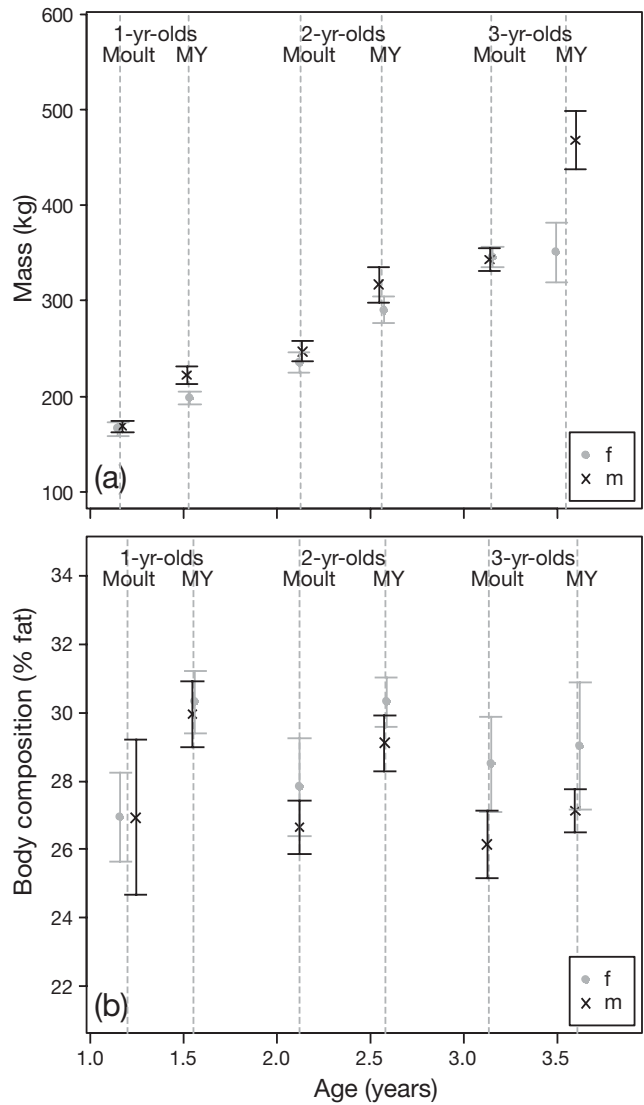 600
1-yr-olds 2-yr-olds 3-yr-olds
Moult MY Moult MY Moult MY
500
400
Mass (kg)
300
200
100
(a)
f
m
1-yr-olds 2-yr-olds 3-yr-olds
Moult MY Moult MY Moult MY
34
32
30
Body composition (% fat)
28
26
24
22
(b)
f
m
1.0 1.5 2.0 2.5 3.0 3.5
Age (years)